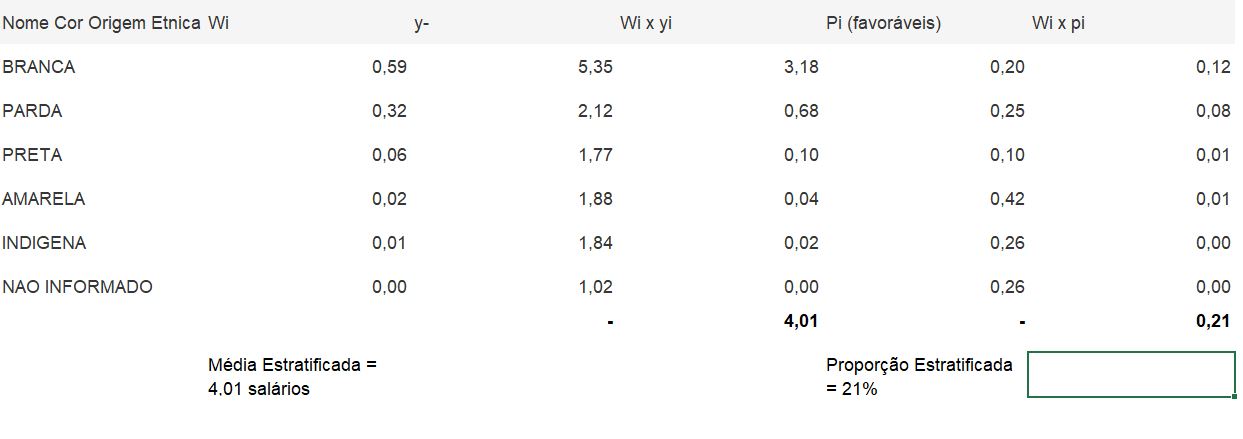 Nome Cor Origem Etnica Wi y- Wi x yi Pi (favoráveis) Wi x pi
BRANCA 0,59 5,35 3,18 0,20 0,12
PARDA 0,32 2,12 0,68 0,25 0,08
PRETA 0,06 1,77 0,10 0,10 0,01
AMARELA 0,02 1,88 0,04 0,42 0,01
INDIGENA 0,01 1,84 0,02 0,26 0,00
NAO INFORMADO 0,00 1,02 0,00 0,26 0,00
- 4,01 - 0,21
Média Estratificada =
4,01 salários
Proporção Estratificada
= 21%